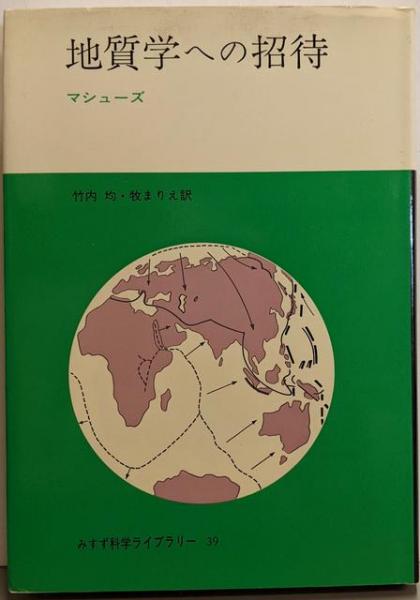 地質学への招待
マシューズ
竹内 均・牧まりえ訳
みすず科学ライブラリー 39